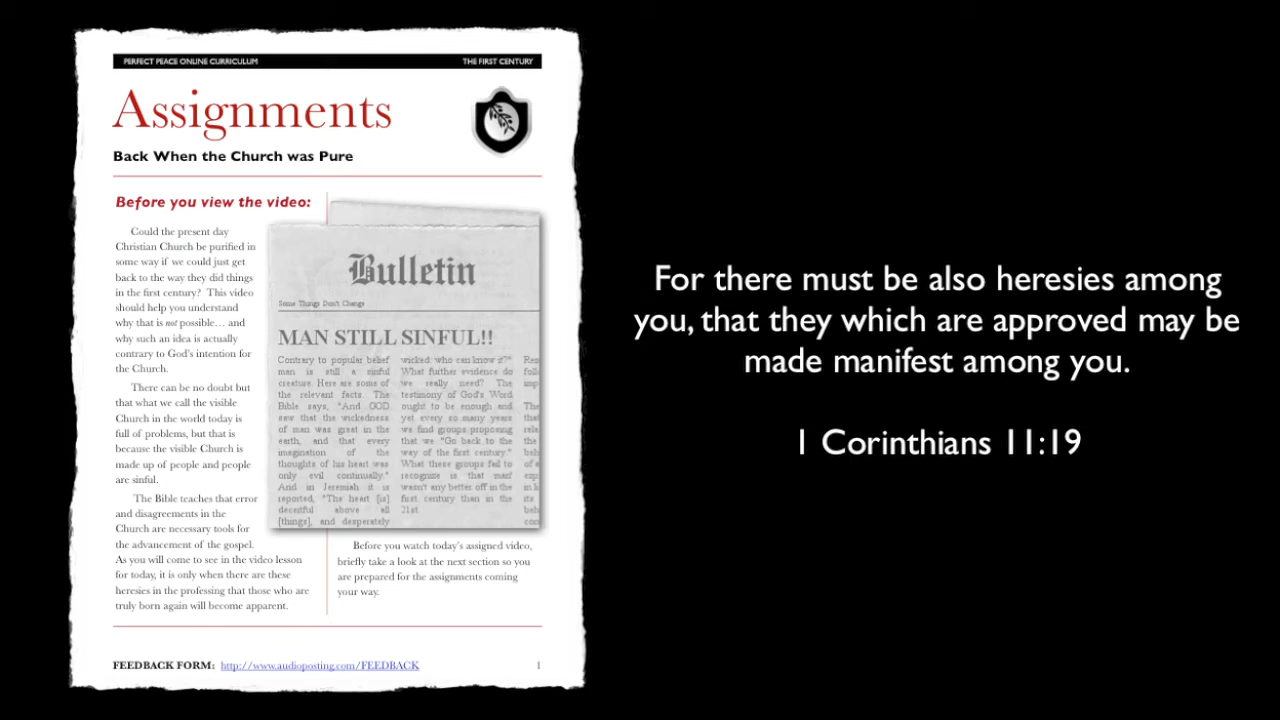 PERFECT PEACE ONLINE CURRICULUM THE FIRST CENTURY
Assignments
Back When the Church was Pure
Before you view the video:
Could the present day
Christian Church be purified in
some way if we could just get
back to the way they did things
in the first century? This video
should help you understand
why that is not possible… and
why such an idea is actually
contrary to God's intention for
the Church.
There can be no doubt but
that what we call the visible
Church in the world today is
full of problems, but that is
because the visible Church is
made up of people and people
are sinful.
The Bible teaches that error
and disagreements in the
Church are necessary tools for
the advancement of the gospel.
As you will come to see in the video lesson
for today, it is only when there are these
heresies in the professing that those who are
truly born again will become apparent.
Bulletin
Some Things Don't Change
MAN STILL SINFUL!!
Contrary to popular belief
man is still a sinful
creature. Here are some of
the relevant facts. The
Bible says, "And GOD
saw that the wickedness
of man was great in the
earth, and that every
imagination of the
thoughts of his heart was
only evil continually."
And in Jeremiah it is
reported, "The heart [is]
deceitful above all
[things], and desperately
wicked: who can know it?"
What further evidence do
we really need? The
testimony of God's Word
ought to be enough and
yet every so many years
we find groups proposing
that we "Go back to the
way of the first century."
What these groups fail to
recognize is that man
wasn't any better off in the
first century than in the
21st.
Before you watch today's assigned video,
briefly take a look at the next section so you
are prepared for the assignments coming
your way.
FEEDBACK FORM: http://www.audioposting.com/FEEDBACK 1
For there must be also heresies among
you, that they which are approved may be
made manifest among you.
1 Corinthians 11:19